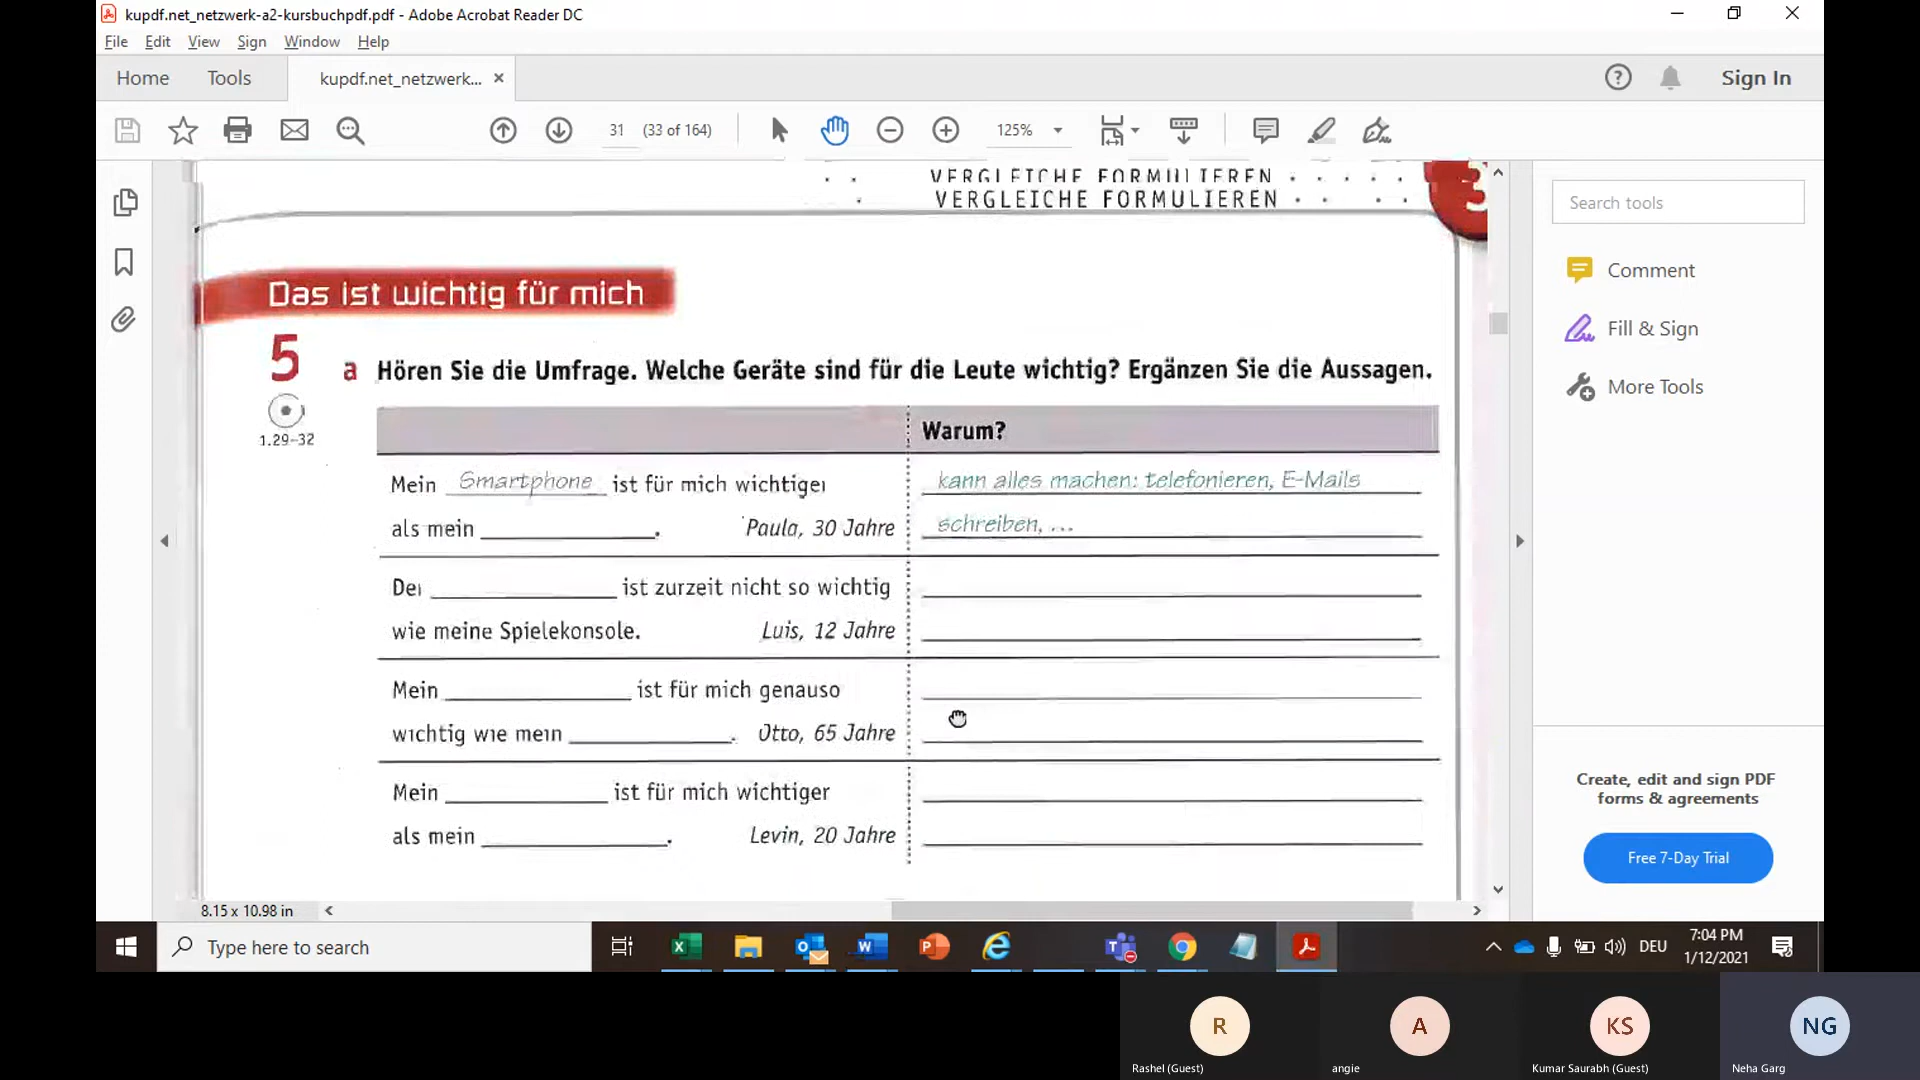 kupdf.net_netzwerk-a2-kursbuchpdf.pdf - Adobe Acrobat Reader DC
File Edit View Sign Window Help
Home Tools kupdf.net_netzwerk... × Sign In
31 (33 of 164) 125%
VERGLEICHE FORMULIEREN
VERGLEICHE FORMULIEREN
3
Search tools
Comment
Fill & Sign
More Tools
Das ist wichtig für mich
5 a Hören Sie die Umfrage. Welche Geräte sind für die Leute wichtig? Ergänzen Sie die Aussagen.
1.29-32
Warum?
Mein Smartphone ist für mich wichtiger
als mein ____________. Paula, 30 Jahre
kann alles machen: telefonieren, E-Mails
schreiben, ...
Der ____________ ist zurzeit nicht so wichtig
wie meine Spielekonsole. Luis, 12 Jahre
Mein ____________ ist für mich genauso
wichtig wie mein ____________. Otto, 65 Jahre
Mein ____________ ist für mich wichtiger
als mein ____________. Levin, 20 Jahre
Create, edit and sign PDF
forms & agreements
Free 7-Day Trial
8.15 x 10.98 in
Type here to search
DEU
7:04 PM
1/12/2021
R A KS NG
Rashel (Guest) angie Kumar Saurabh (Guest) Neha Garg